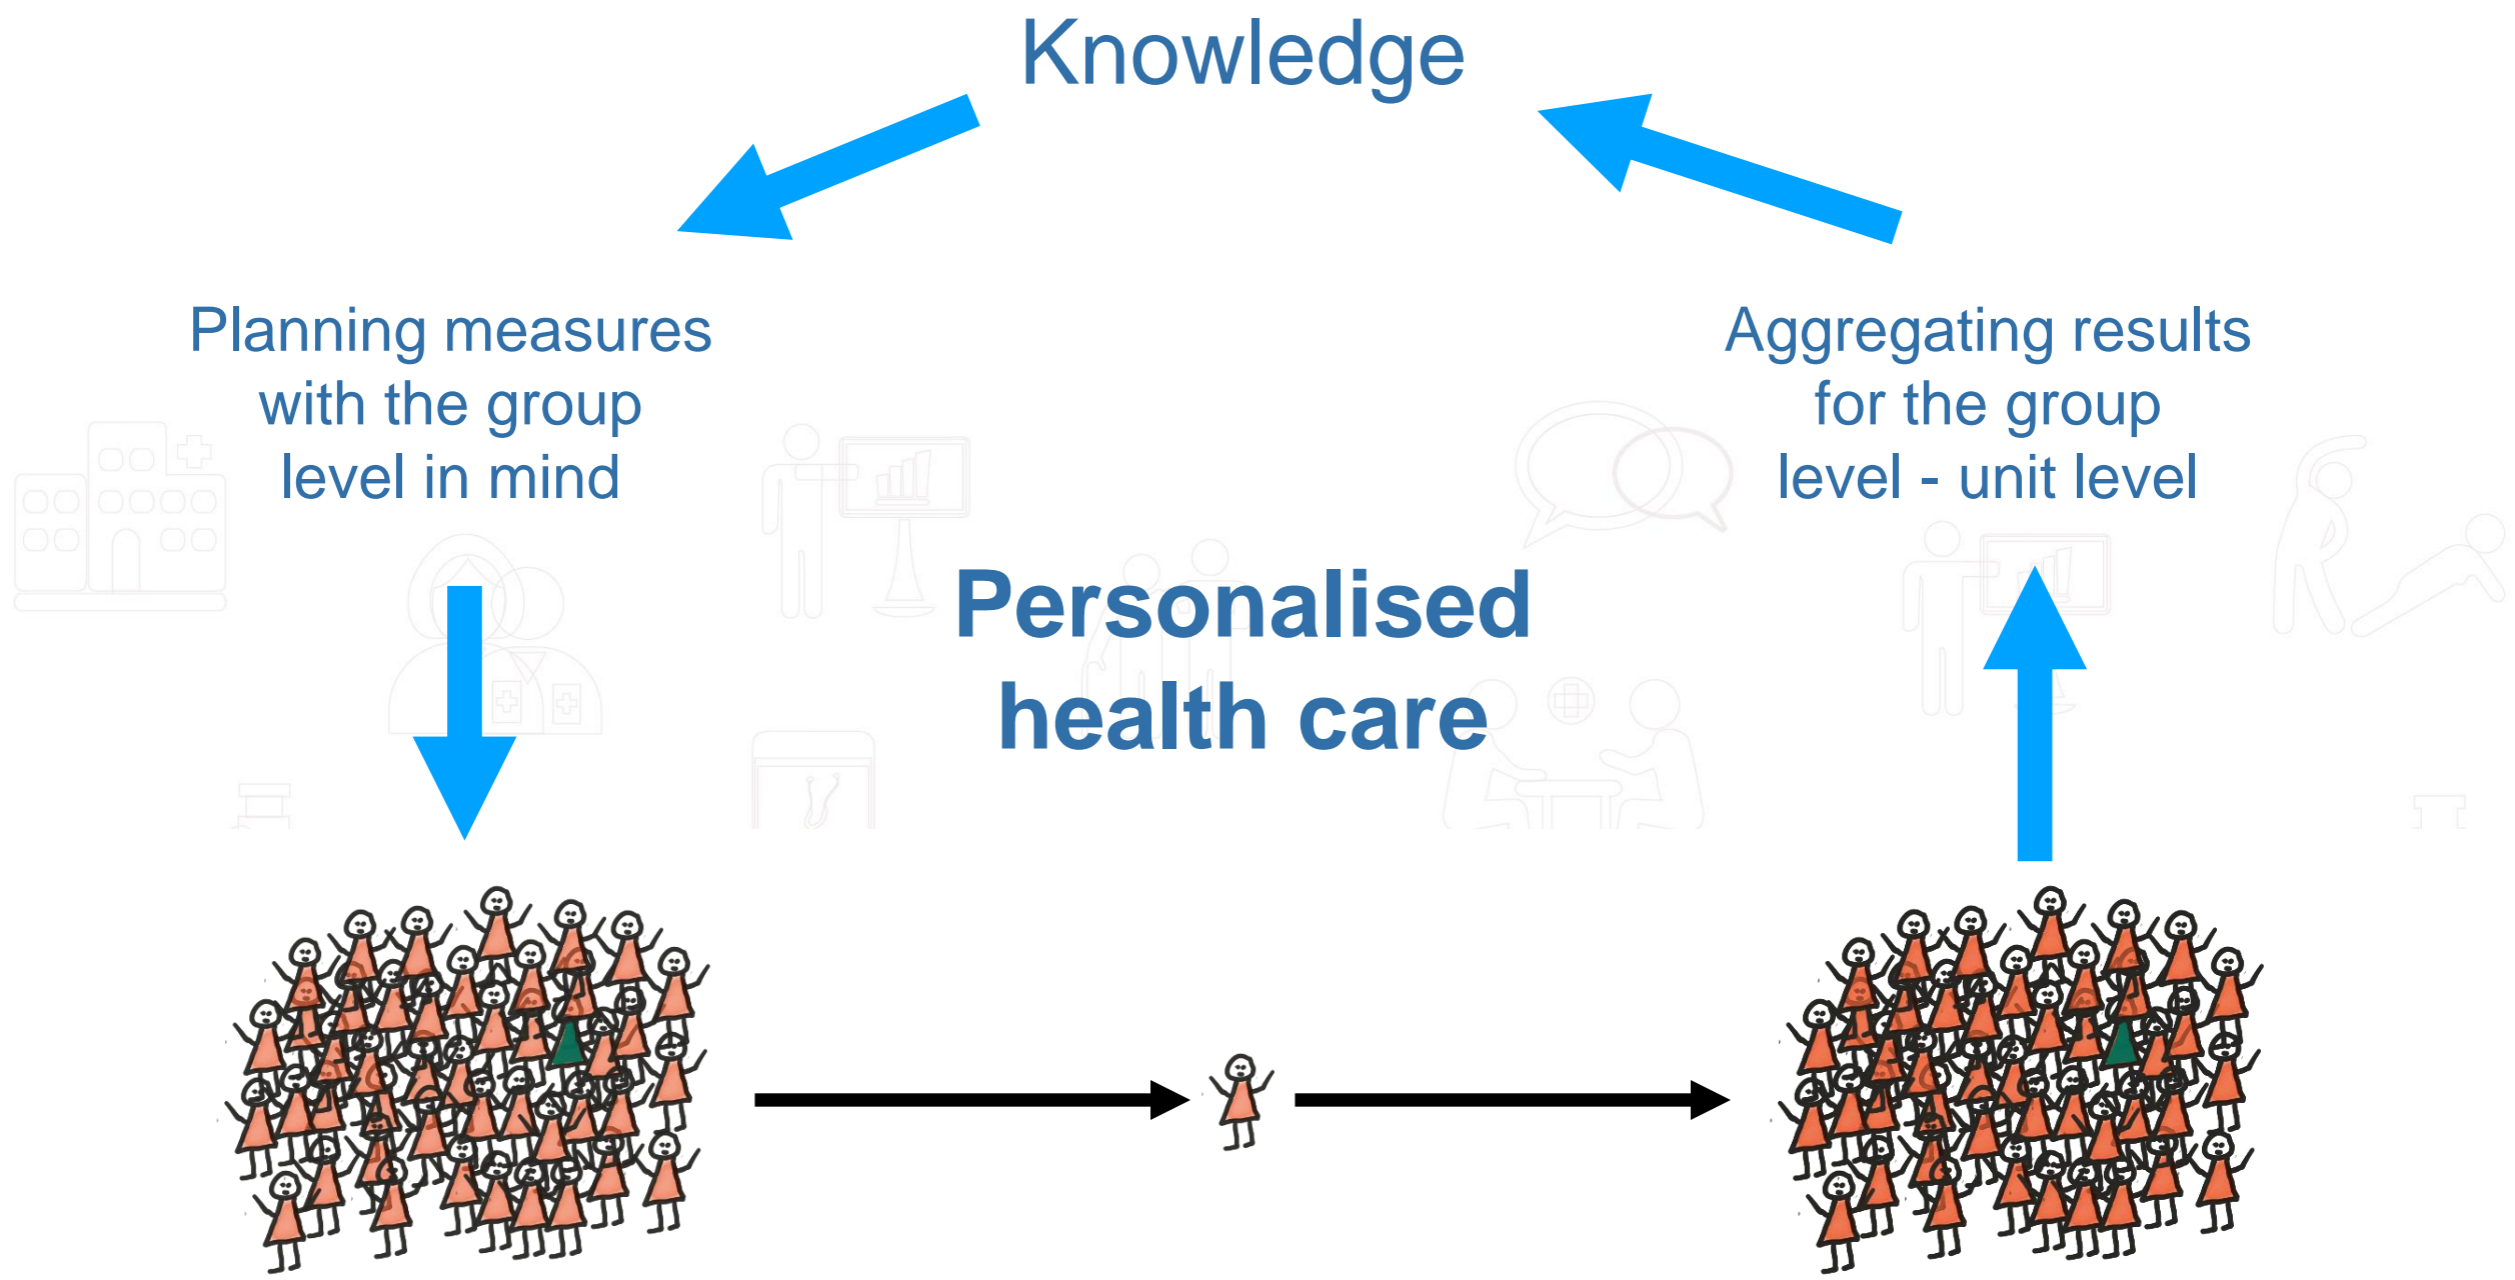 Knowledge
Planning measures
with the group
level in mind
Aggregating results
for the group
level - unit level
Personalised
health care